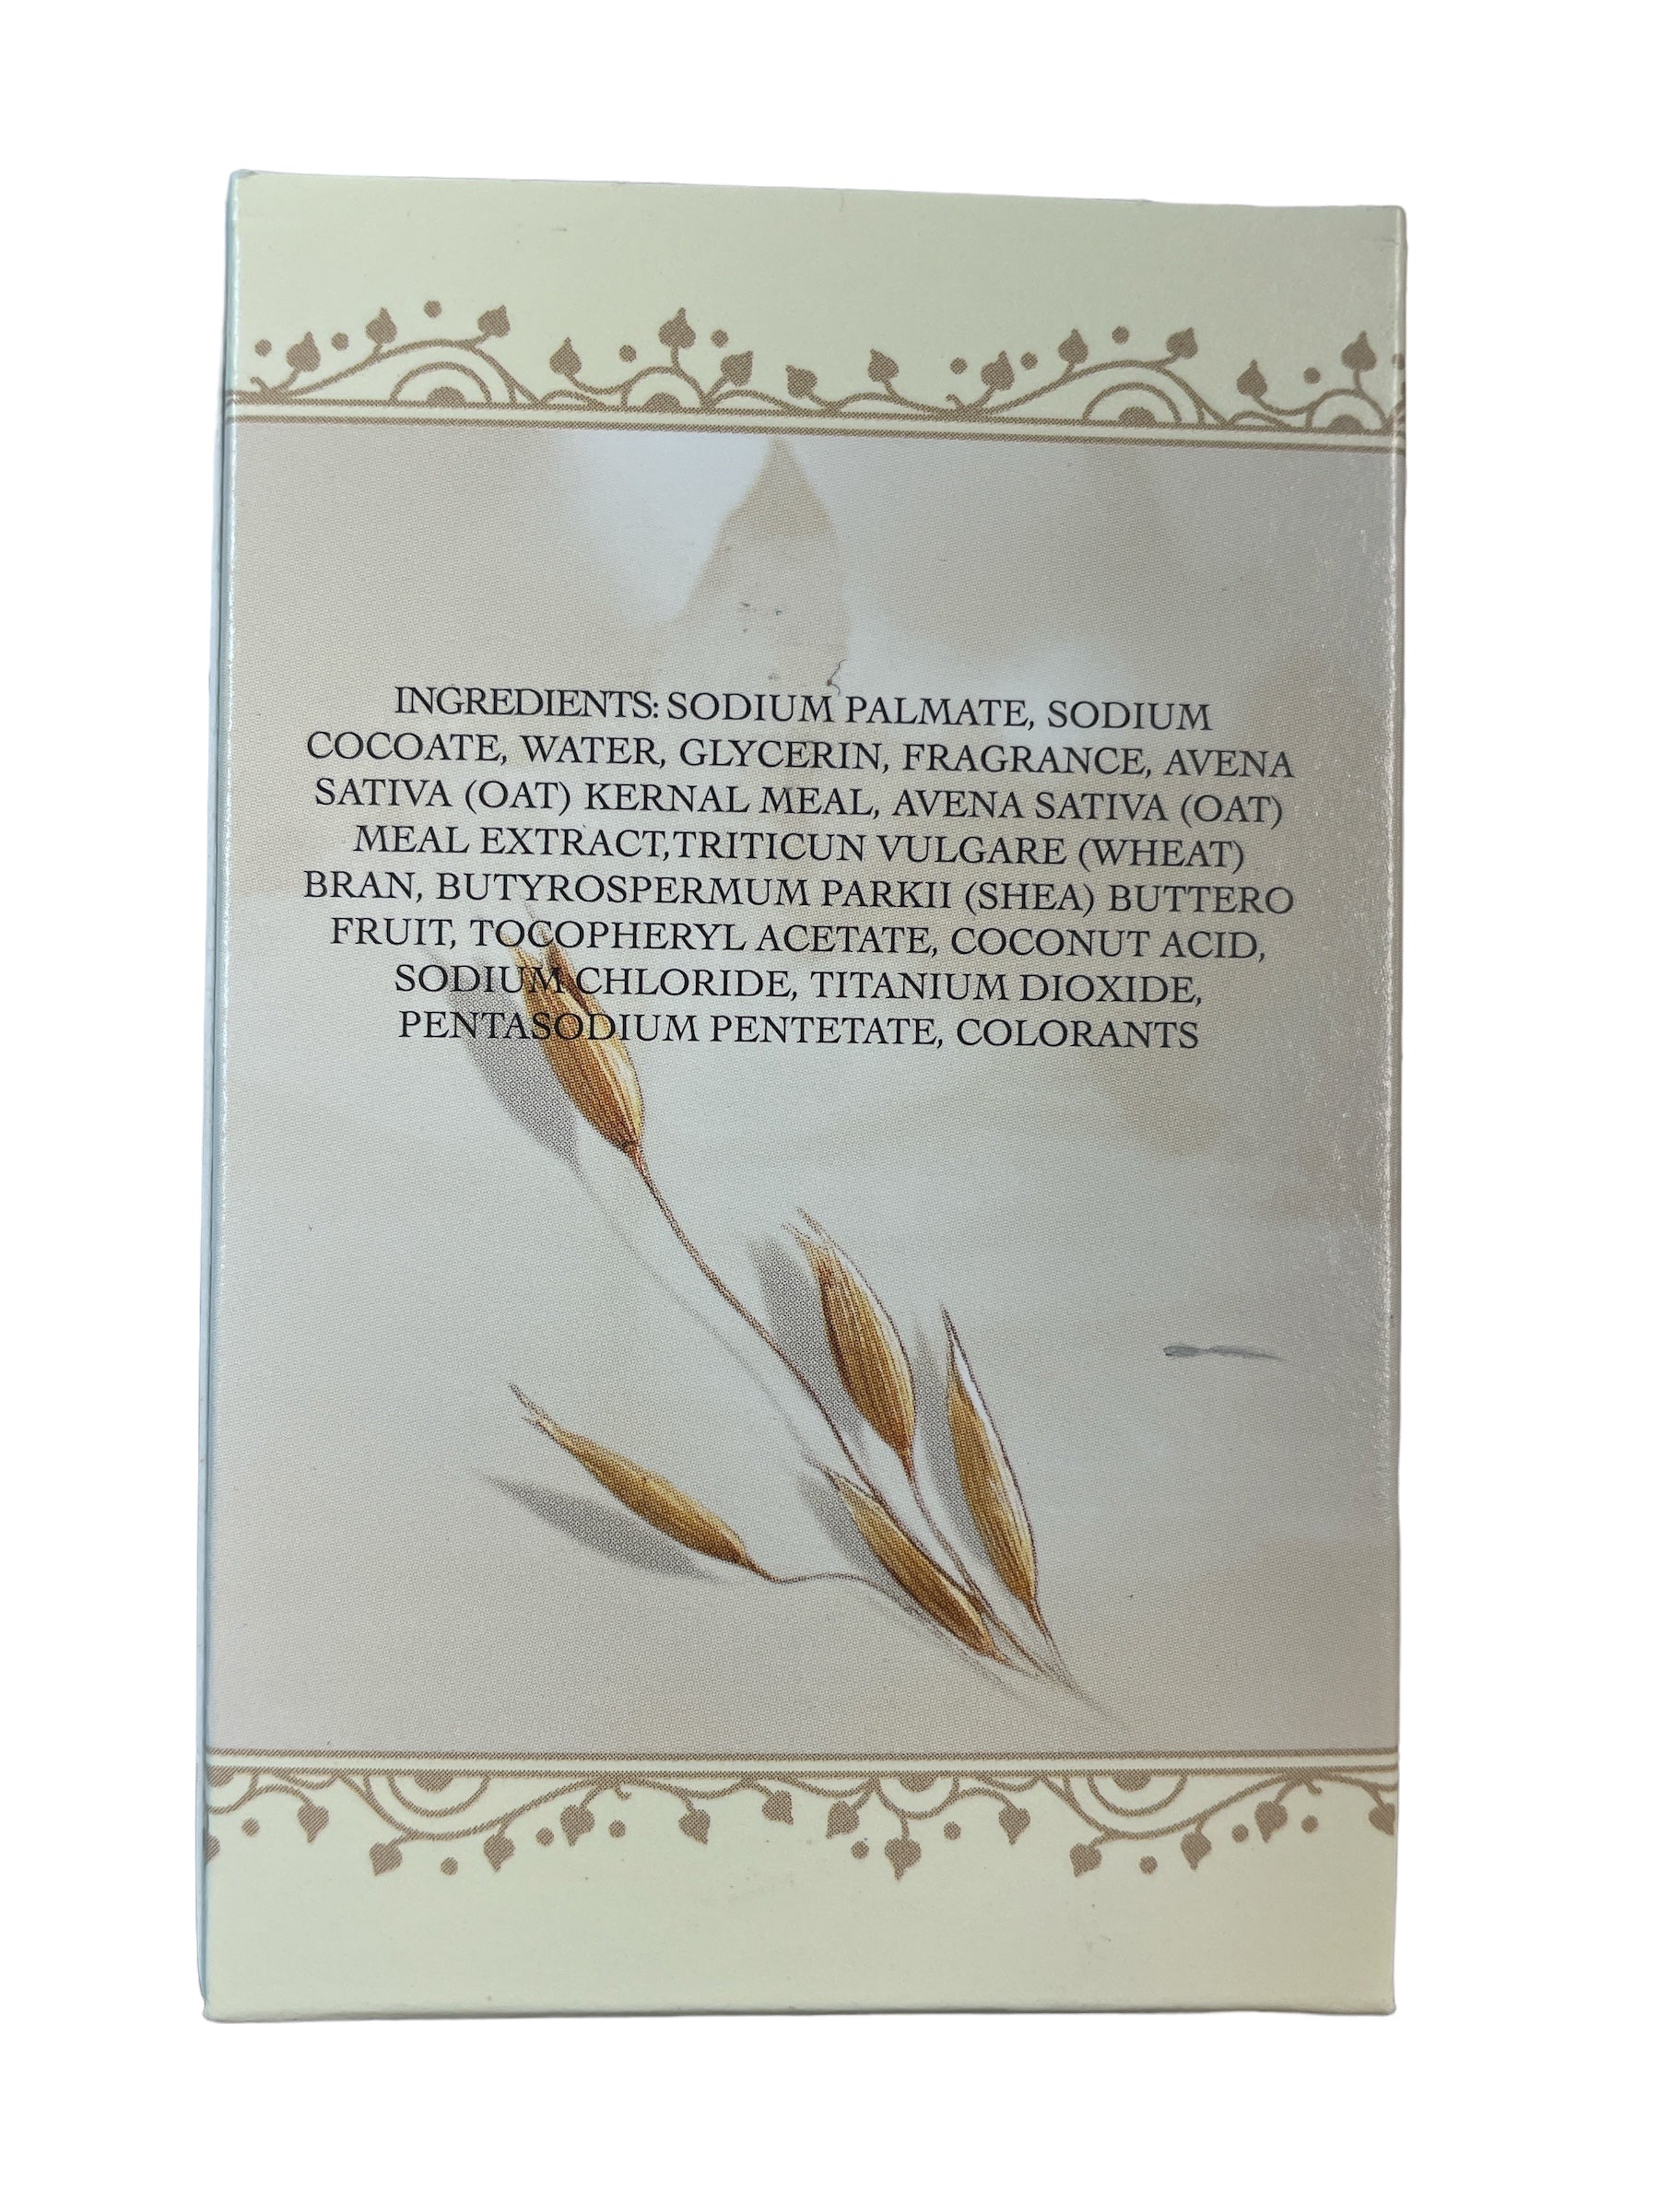 INGREDIENTS: SODIUM PALMATE, SODIUM
COCOATE, WATER, GLYCERIN, FRAGRANCE, AVENA
SATIVA (OAT) KERNAL MEAL, AVENA SATIVA (OAT)
MEAL EXTRACT,TRITICUN VULGARE (WHEAT)
BRAN, BUTYROSPERMUM PARKII (SHEA) BUTTERO
FRUIT, TOCOPHERYL ACETATE, COCONUT ACID,
SODIUM CHLORIDE, TITANIUM DIOXIDE,
PENTASODIUM PENTETATE, COLORANTS